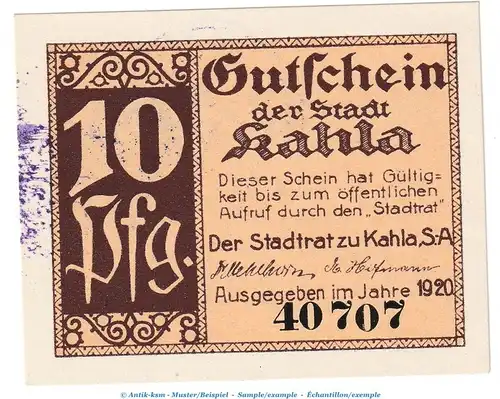 10
Pfg.
Gutschein
der Stadt
Kahla
Dieser Schein hat Gültig=
keit bis zum öffentlichen
Aufruf durch den „Stadtrat"
Der Stadtrat zu Kahla, S.-A.
Ausgegeben im Jahre 1920
40707
© Antik-ksm - Muster/Beispiel - Sample/example - Échantillon/exemple